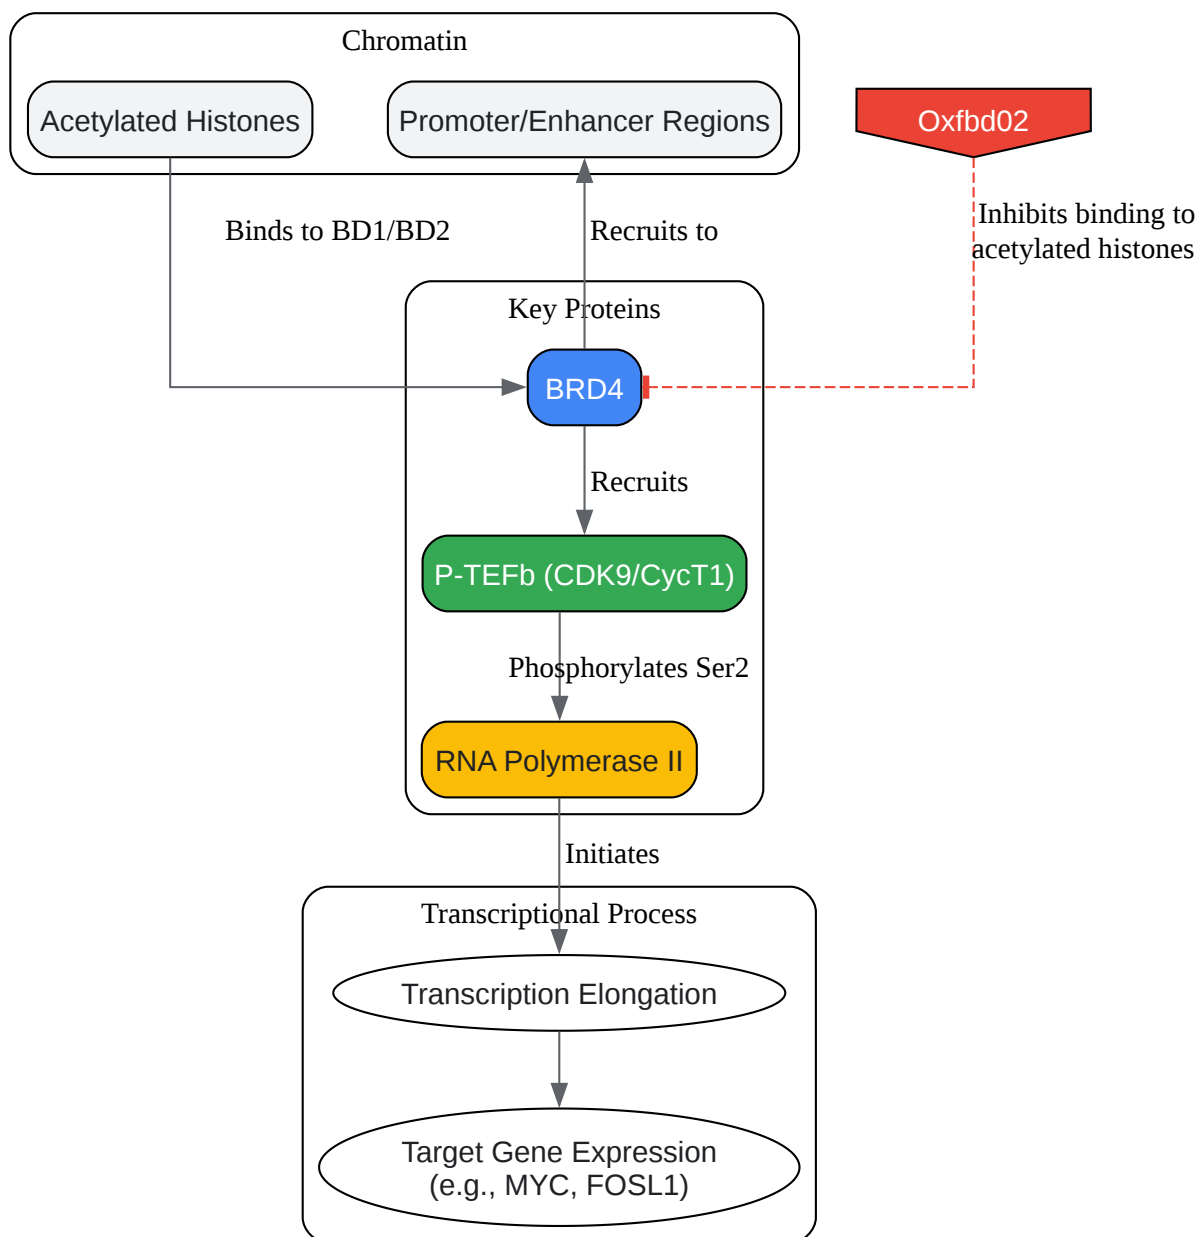 Chromatin
Acetylated Histones
Promoter/Enhancer Regions
Oxfbd02
Binds to BD1/BD2
Recruits to
Inhibits binding to
acetylated histones
Key Proteins
BRD4
Recruits
P-TEFb (CDK9/CycT1)
Phosphorylates Ser2
RNA Polymerase II
Initiates
Transcriptional Process
Transcription Elongation
Target Gene Expression
(e.g., MYC, FOSL1)